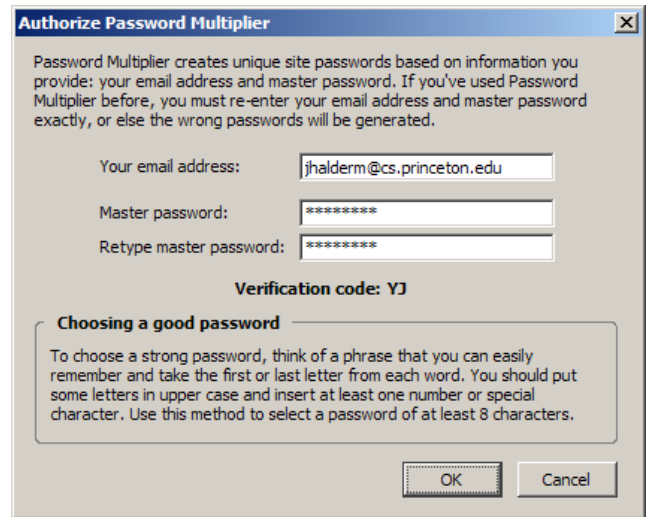 Authorize Password Multiplier
Password Multiplier creates unique site passwords based on information you
provide: your email address and master password. If you've used Password
Multiplier before, you must re-enter your email address and master password
exactly, or else the wrong passwords will be generated.
Your email address: jhalderm@cs.princeton.edu
Master password: ********
Retype master password: ********
Verification code: YJ
Choosing a good password
To choose a strong password, think of a phrase that you can easily
remember and take the first or last letter from each word. You should put
some letters in upper case and insert at least one number or special
character. Use this method to select a password of at least 8 characters.
OK Cancel